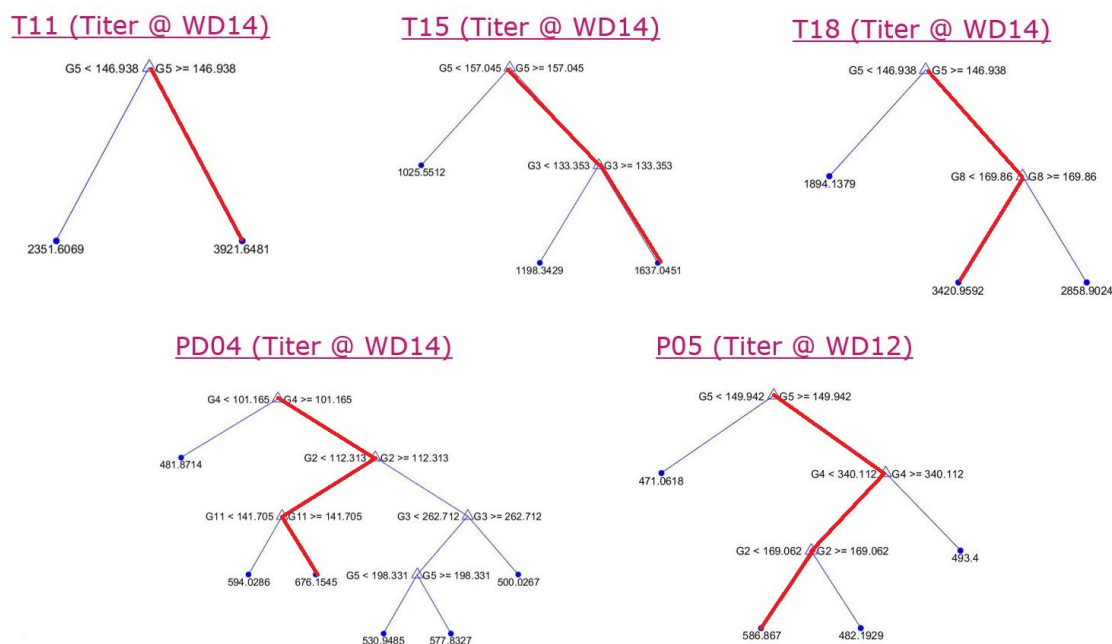 T11 (Titer @ WD14)
G5 < 146.938 G5 >= 146.938
2351.6069 3921.6481
T15 (Titer @ WD14)
G5 < 157.045 G5 >= 157.045
1025.5512
G3 < 133.353 G3 >= 133.353
1198.3429 1637.0451
T18 (Titer @ WD14)
G5 < 146.938 G5 >= 146.938
1894.1379
G8 < 169.86 G8 >= 169.86
3420.9592 2858.9024
PD04 (Titer @ WD14)
G4 < 101.165 G4 >= 101.165
481.8714
G2 < 112.313 G2 >= 112.313
G11 < 141.705 G11 >= 141.705 G3 < 262.712 G3 >= 262.712
594.0286 676.1545 G5 < 198.331 G5 >= 198.331 500.0267
530.9485 577.8327
P05 (Titer @ WD12)
G5 < 149.942 G5 >= 149.942
471.0618
G4 < 340.112 G4 >= 340.112
G2 < 169.062 G2 >= 169.062
493.4
586.867 482.1929